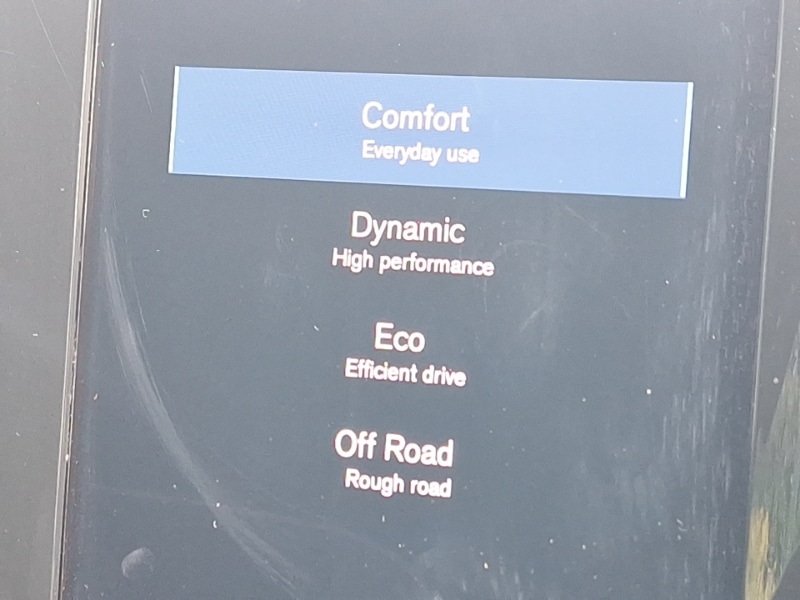 Comfort
Everyday use
Dynamic
High performance
Eco
Efficient drive
Off Road
Rough road